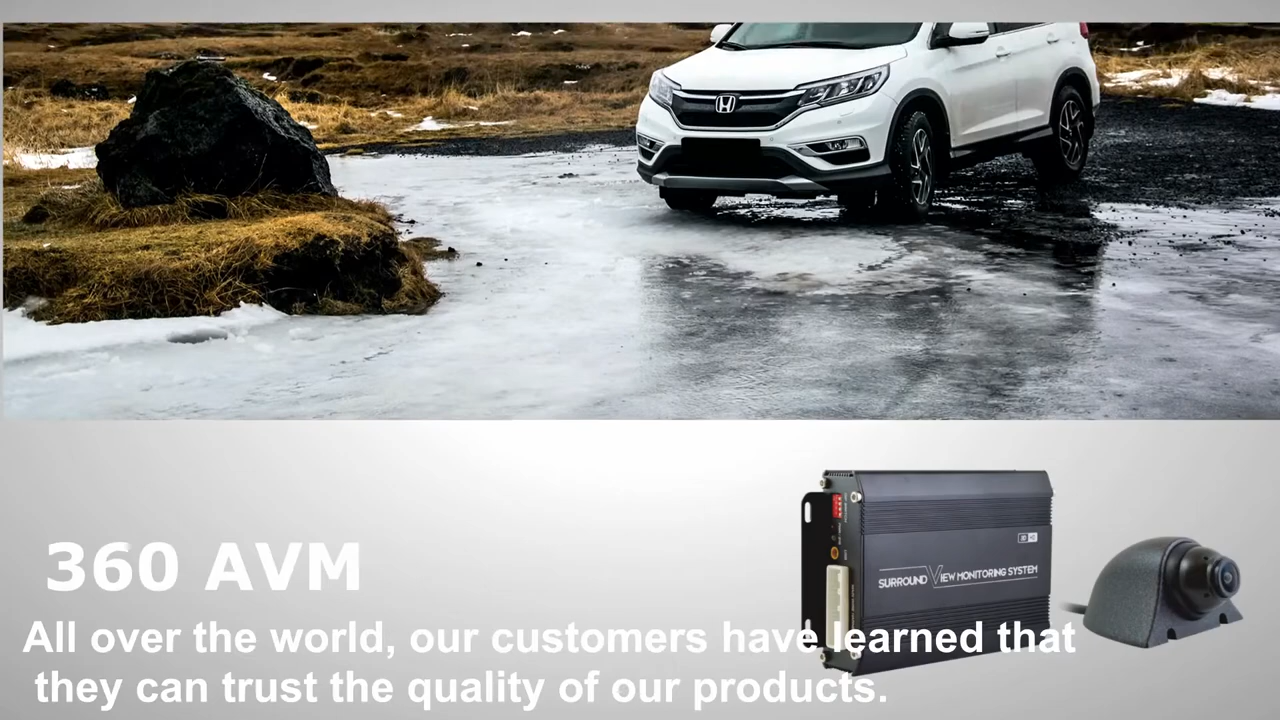 SURROUND VIEW MONITORING SYSTEM
360 AVM
All over the world, our customers have learned that
they can trust the quality of our products.